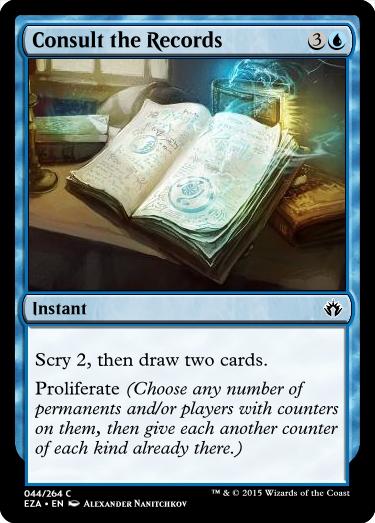 Consult the Records 3
Instant
Scry 2, then draw two cards.
Proliferate (Choose any number of
permanents and/or players with counters
on them, then give each another counter
of each kind already there.)
044/264 C
EZA • EN ALEXANDER NANITCHKOV
™ & © 2015 Wizards of the Coast